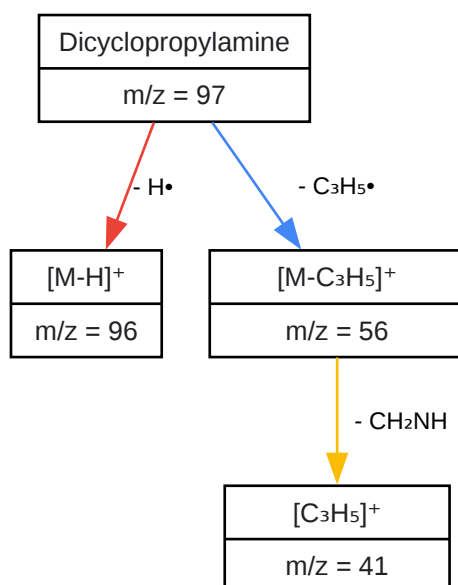 Dicyclopropylamine
m/z = 97
- H•
- C₃H₅•
[M-H]⁺
m/z = 96
[M-C₃H₅]⁺
m/z = 56
- CH₂NH
[C₃H₅]⁺
m/z = 41